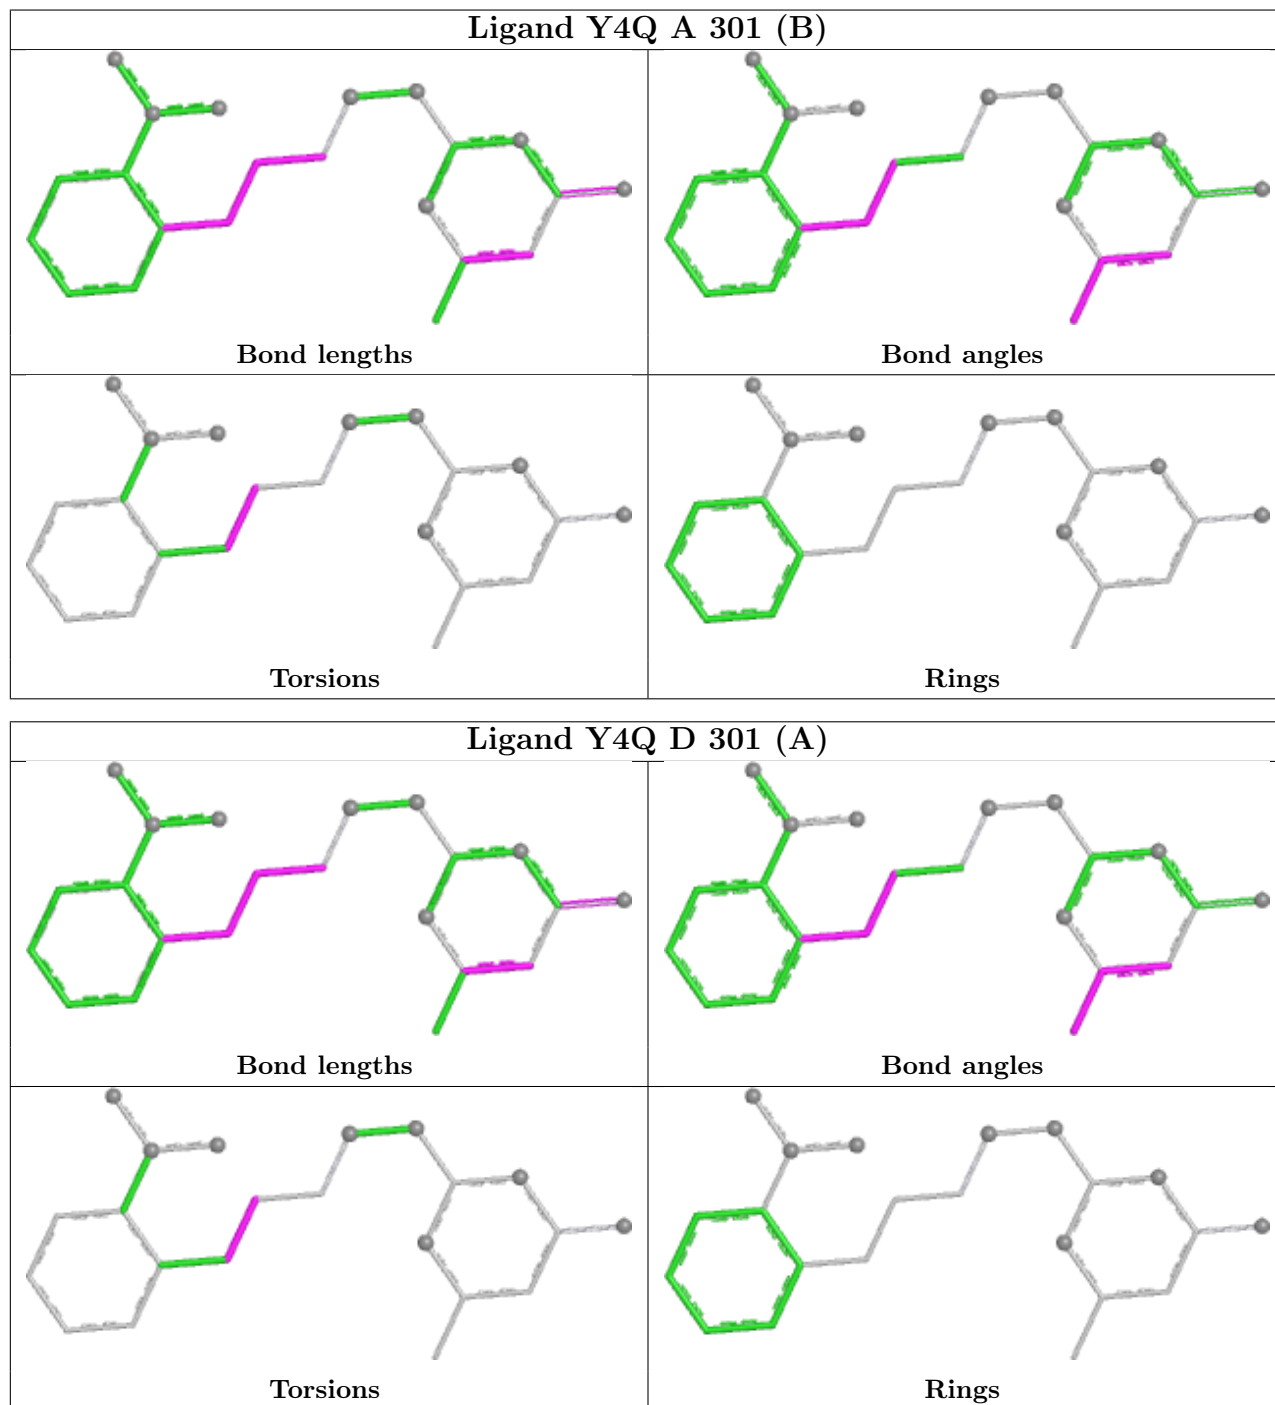 Ligand Y4Q A 301 (B)
Bond lengths
Bond angles
Torsions
Rings
Ligand Y4Q D 301 (A)
Bond lengths
Bond angles
Torsions
Rings